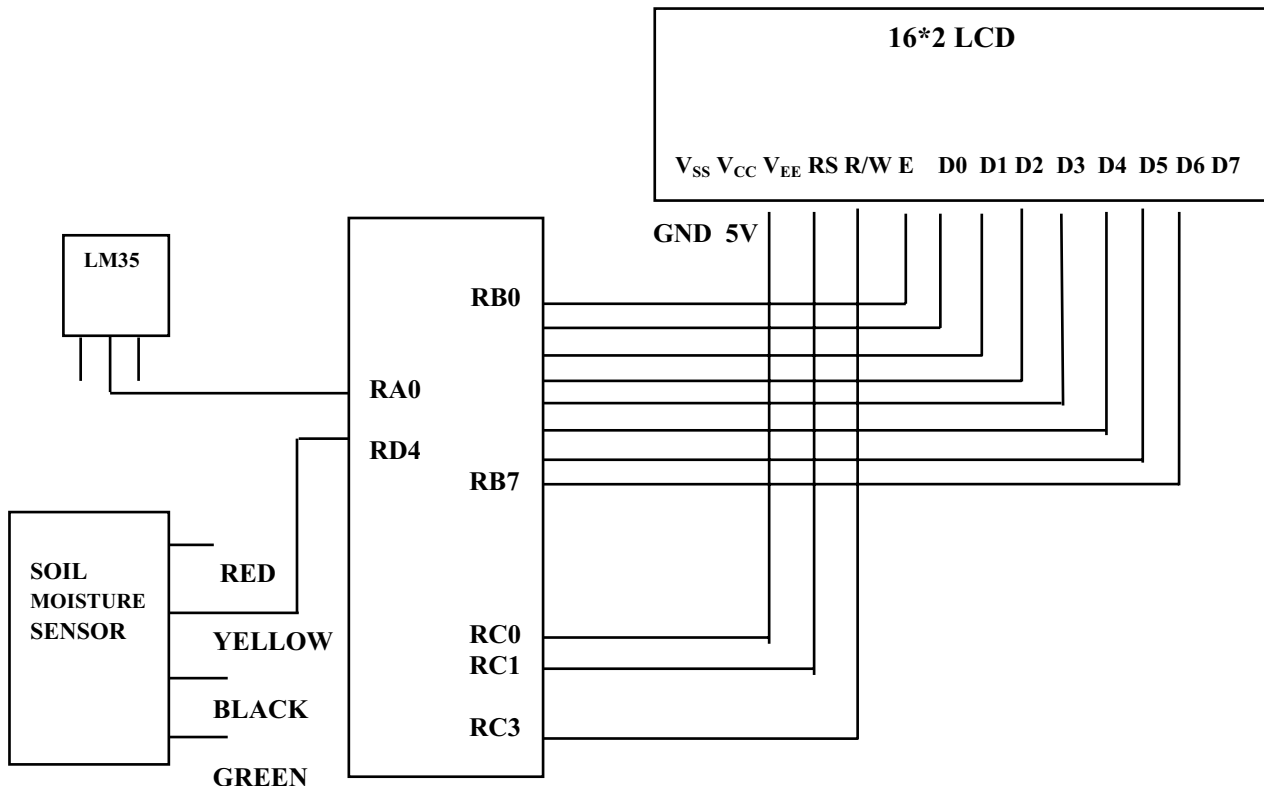 16*2 LCD
VSS VCC VEE RS R/W E D0 D1 D2 D3 D4 D5 D6 D7
GND 5V
LM35
RB0
RA0
RD4
RB7
SOIL
MOISTURE
SENSOR
RED
YELLOW
BLACK
GREEN
RC0
RC1
RC3